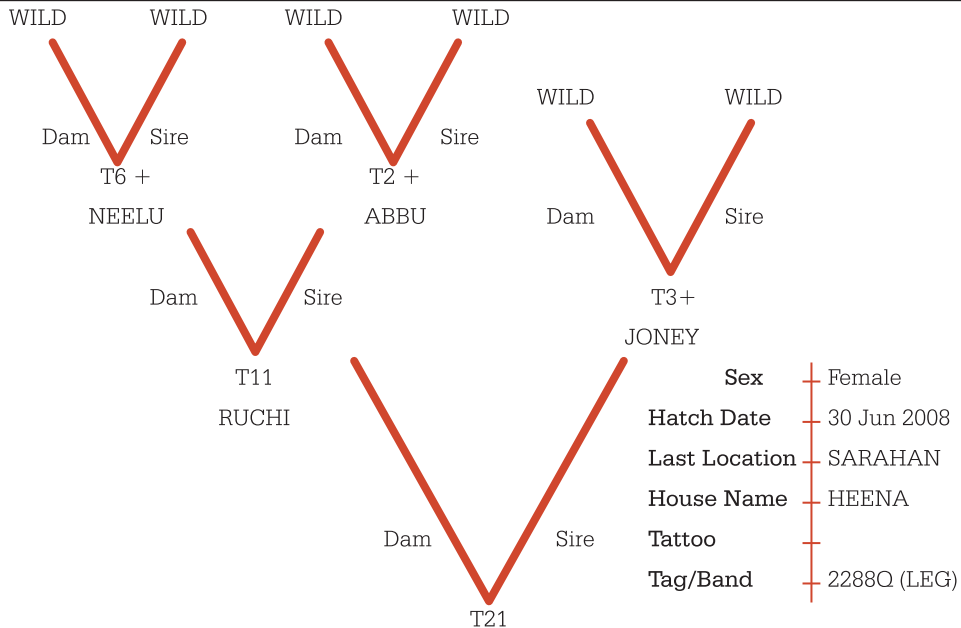 WILD WILD WILD WILD
WILD WILD
Dam Sire Dam Sire
T6 + T2 +
NEELU ABBU Dam Sire
Dam Sire T3+
JONEY
T11 Sex Female
RUCHI Hatch Date 30 Jun 2008
Last Location SARAHAN
House Name HEENA
Dam Sire Tattoo
Tag/Band 2288Q (LEG)
T21